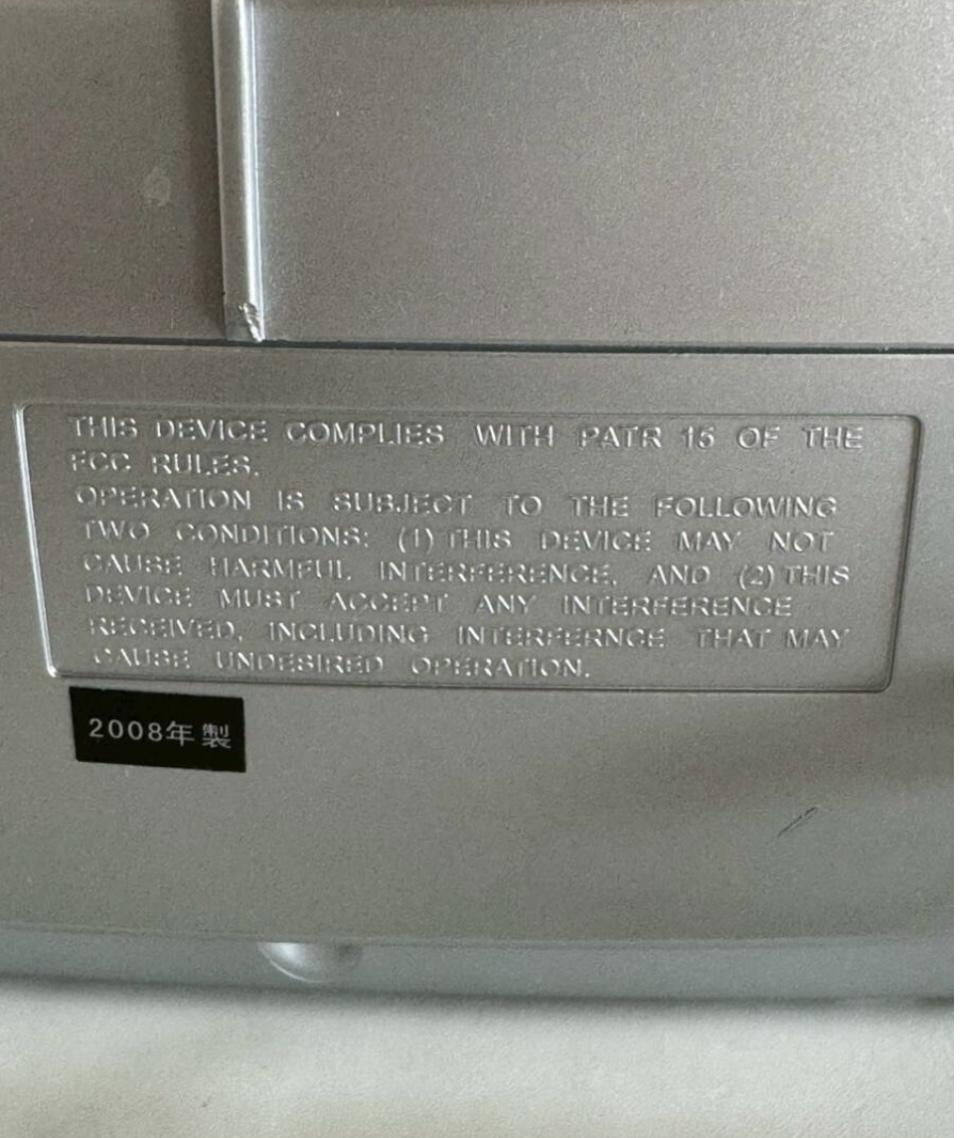 THIS DEVICE COMPLIES WITH PATR 15 OF THE
FCC RULES.
OPERATION IS SUBJECT TO THE FOLLOWING
TWO CONDITIONS: (1) THIS DEVICE MAY NOT
CAUSE HARMFUL INTERFERENCE, AND (2) THIS
DEVICE MUST ACCEPT ANY INTERFERENCE
RECEIVED, INCLUDING INTERFERNCE THAT MAY
CAUSE UNDESIRED OPERATION.
2008年製